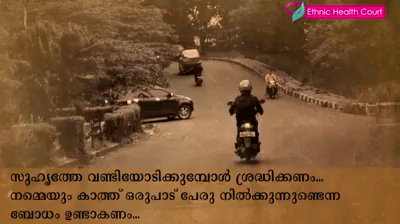 Ethnic Health Court
സുഹൃത്തേ വണ്ടിയോടിക്കുമ്പോൾ ശ്രദ്ധിക്കണം...
നമ്മെയും കാത്ത് ഒരുപാട് പേരു നിൽക്കുന്നുണ്ടെന്ന
ബോധം ഉണ്ടാകണം...